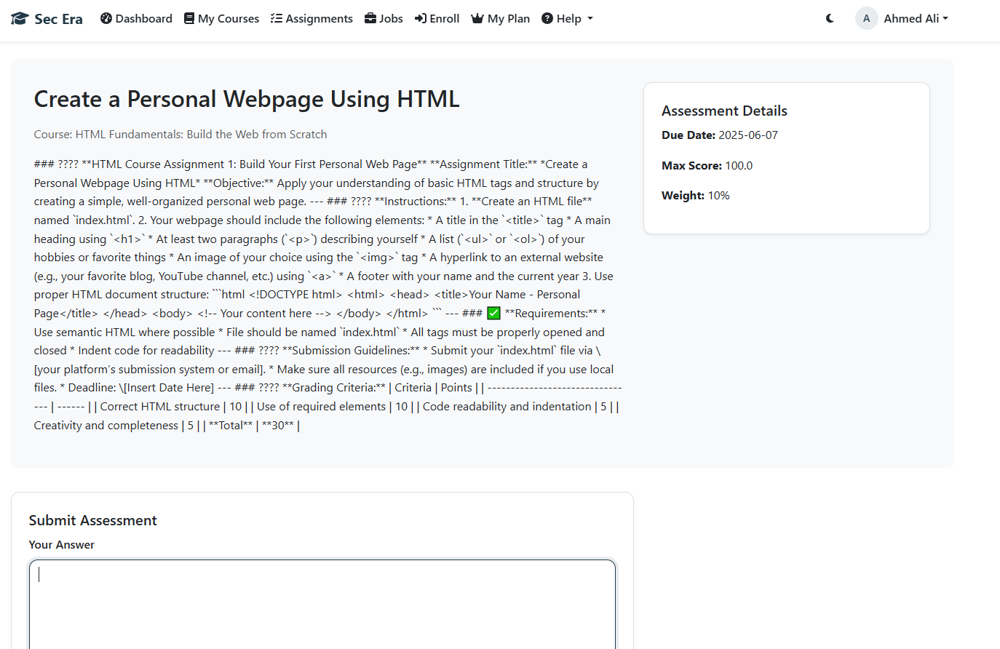 Sec Era Dashboard My Courses Assignments Jobs Enroll My Plan Help A Ahmed Ali
Create a Personal Webpage Using HTML
Course: HTML Fundamentals: Build the Web from Scratch
### ???? **HTML Course Assignment 1: Build Your First Personal Web Page** **Assignment Title:** *Create a
Personal Webpage Using HTML* **Objective:** Apply your understanding of basic HTML tags and structure by
creating a simple, well-organized personal web page. --- ### ???? **Instructions:** 1. **Create an HTML file**
named `index.html`. 2. Your webpage should include the following elements: * A title in the `<title>` tag * A main
heading using `<h1>` * At least two paragraphs (`<p>`) describing yourself * A list (`<ul>` or `<ol>`) of your
hobbies or favorite things * An image of your choice using the `<img>` tag * A hyperlink to an external website
(e.g., your favorite blog, YouTube channel, etc.) using `<a>` * A footer with your name and the current year 3. Use
proper HTML document structure: ```html <!DOCTYPE html> <html> <head> <title>Your Name - Personal
Page</title> </head> <body> <!-- Your content here --> </body> </html> ``` --- ### ✅ **Requirements:** *
Use semantic HTML where possible * File should be named `index.html` * All tags must be properly opened and
closed * Indent code for readability --- ### ???? **Submission Guidelines:** * Submit your `index.html` file via \
[your platform’s submission system or email]. * Make sure all resources (e.g., images) are included if you use local
files. * Deadline: \[Insert Date Here] --- ### ???? **Grading Criteria:** | Criteria | Points | | -----------------------------
--- | ------ | | Correct HTML structure | 10 | | Use of required elements | 10 | | Code readability and indentation | 5 | |
Creativity and completeness | 5 | | **Total** | **30** |
Assessment Details
Due Date: 2025-06-07
Max Score: 100.0
Weight: 10%
Submit Assessment
Your Answer